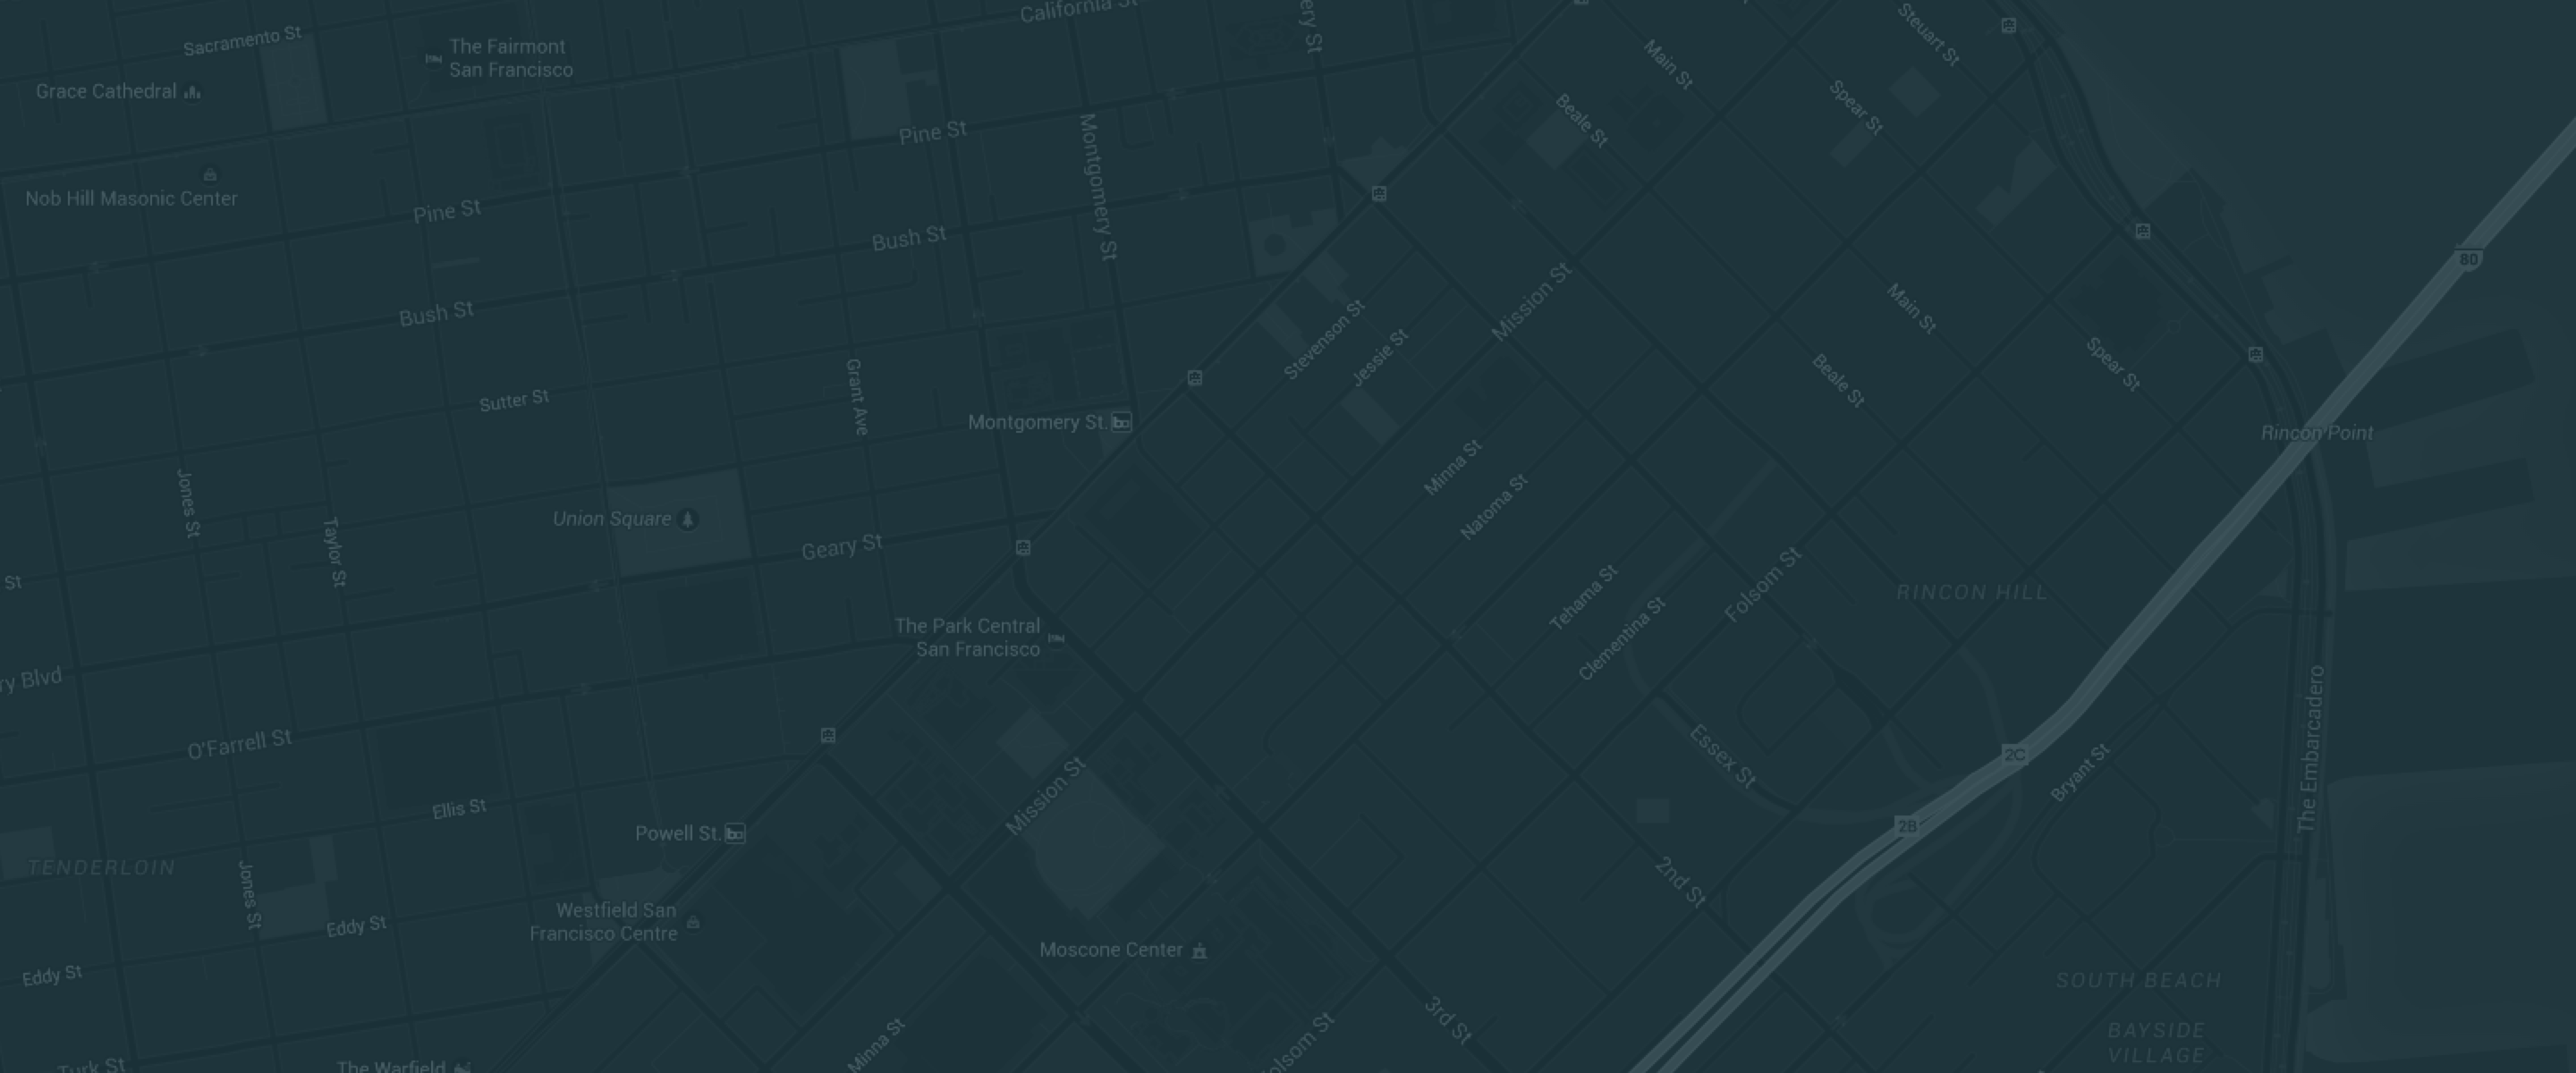 California St
Sacramento St
The Fairmont
San Francisco
Grace Cathedral
Main St
Steuart St
Spear St
Beale St
Pine St
Montgomery St
Nob Hill Masonic Center
Pine St
Bush St
80
Bush St
Mission St
Stevenson St
Jessie St
Main St
Beale St
Spear St
Sutter St
Grant Ave
Montgomery St.
Rincon Point
Minna St
Natoma St
Jones St
Taylor St
Union Square
Geary St
St
Tehama St
Clementina St
Folsom St
RINCON HILL
The Park Central
San Francisco
ry Blvd
O'Farrell St
Essex St
The Embarcadero
2C
Bryant St
Mission St
Ellis St
Powell St.
2B
TENDERLOIN
Jones St
2nd St
Eddy St
Westfield San
Francisco Centre
Moscone Center
Eddy St
SOUTH BEACH
3rd St
Minna St
olsom St
BAYSIDE
VILLAGE
Turk St
The Warfield